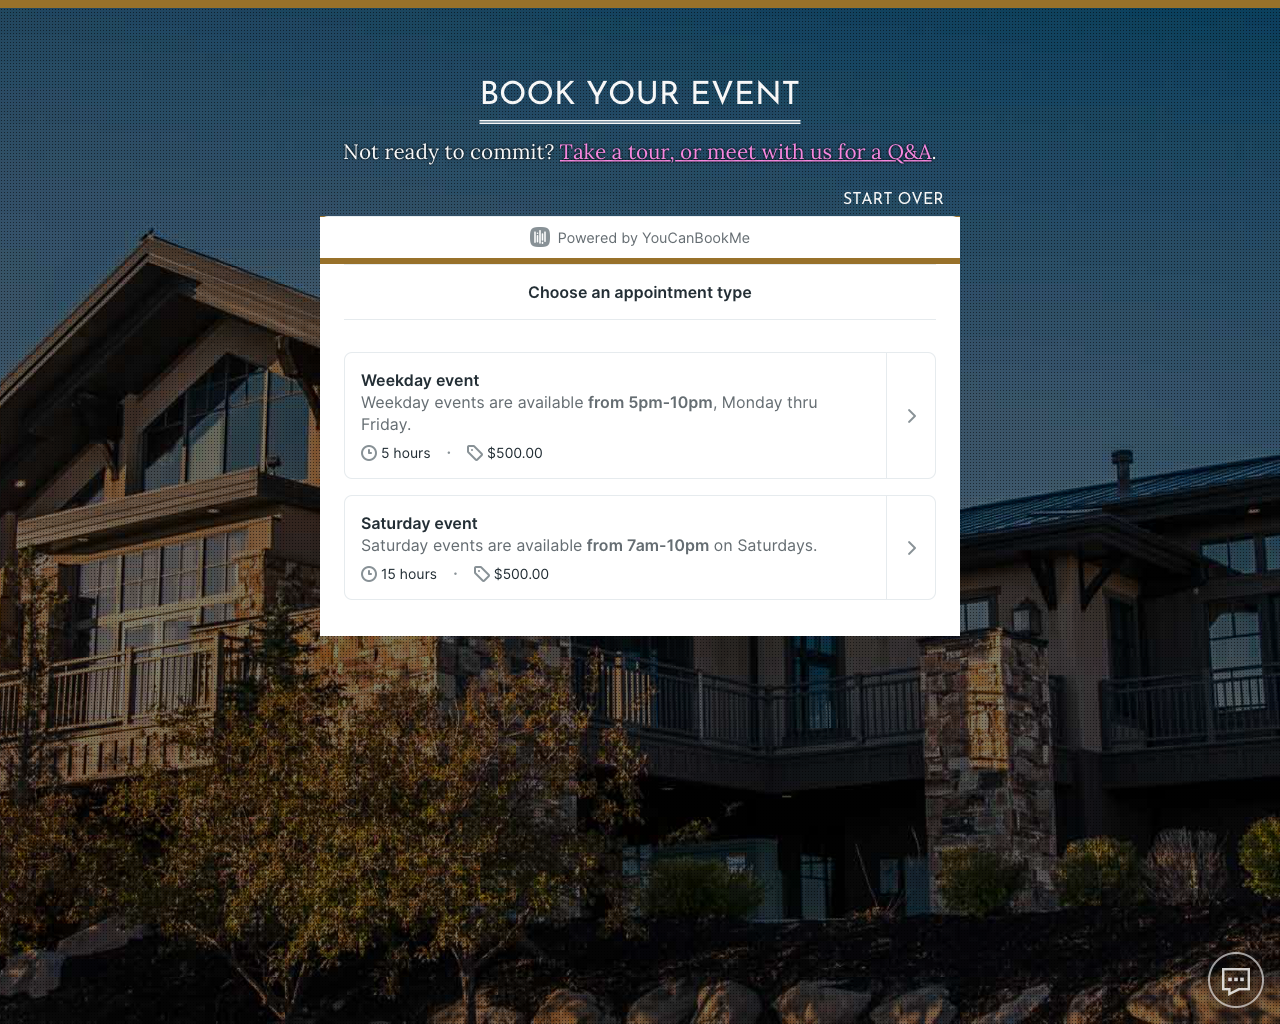 BOOK YOUR EVENT
Not ready to commit? Take a tour, or meet with us for a Q&A.
START OVER
Powered by YouCanBookMe
Choose an appointment type
Weekday event
Weekday events are available from 5pm-10pm, Monday thru
Friday.
5 hours · $500.00
Saturday event
Saturday events are available from 7am-10pm on Saturdays.
15 hours · $500.00